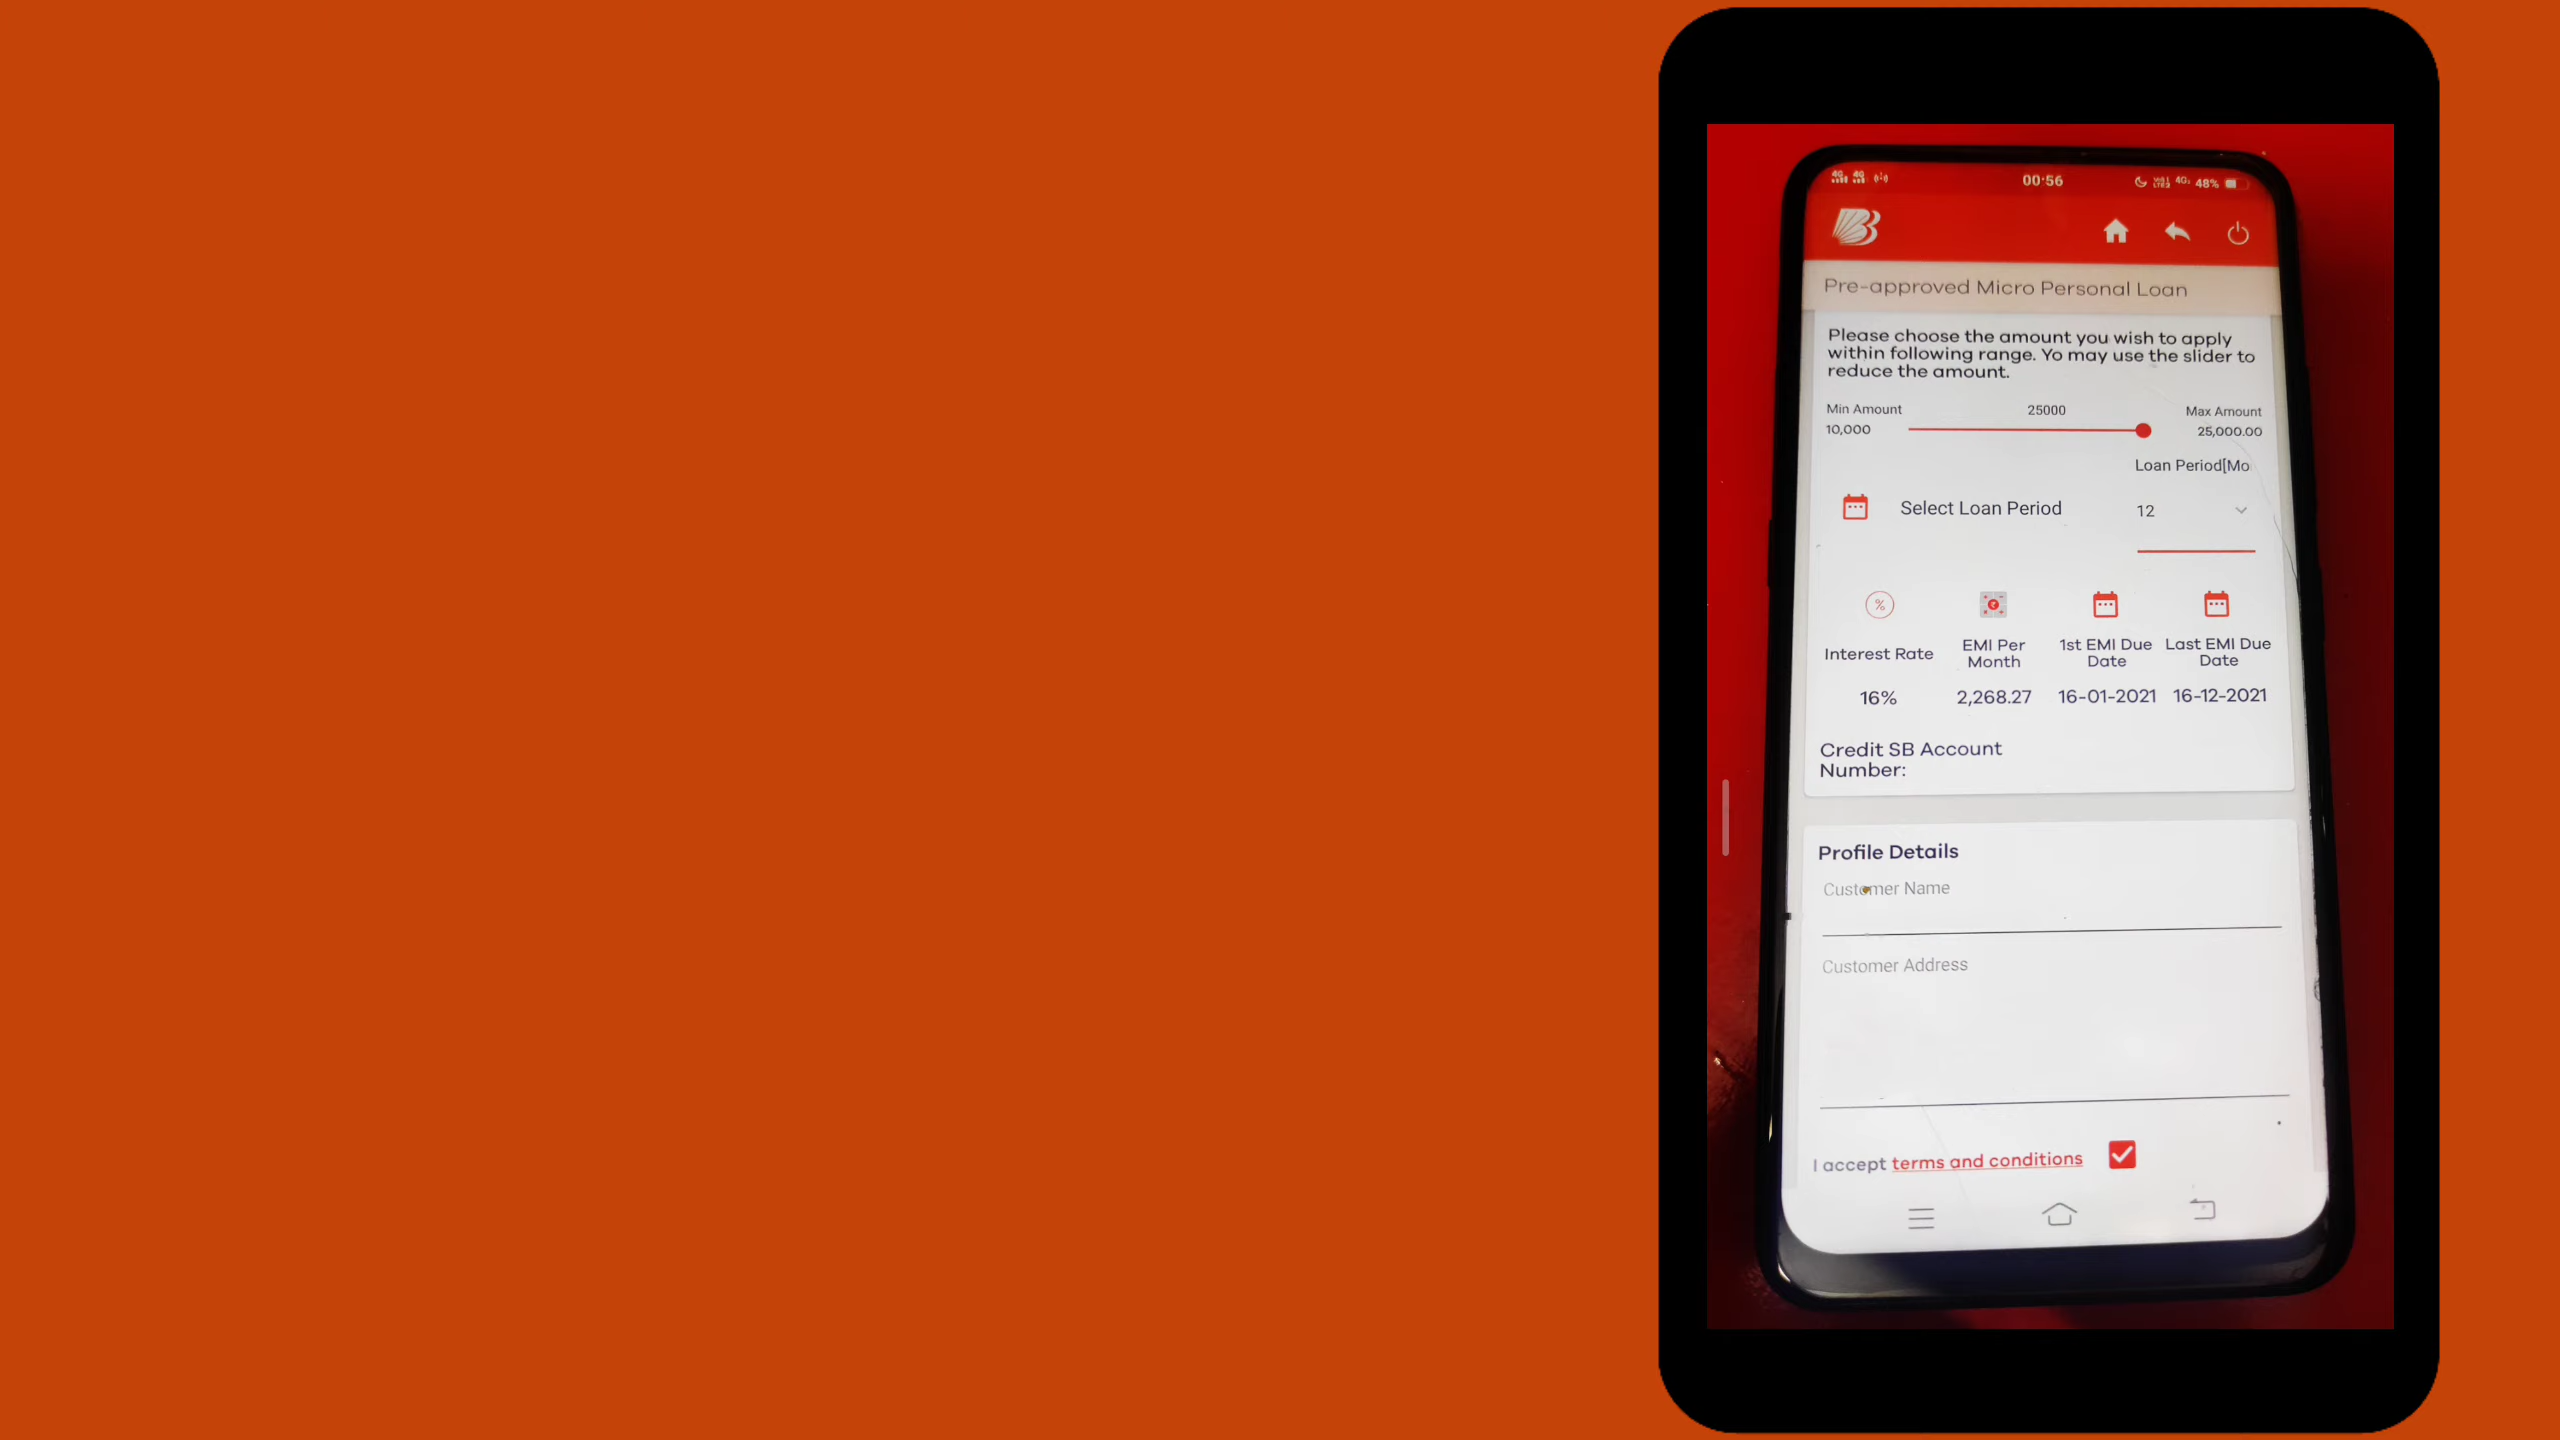 00:56
48%
Pre-approved Micro Personal Loan
Please choose the amount you wish to apply
within following range. Yo may use the slider to
reduce the amount.
Min Amount 25000 Max Amount
10,000 25,000.00
Loan Period[Mo
Select Loan Period 12
Interest Rate EMI Per Month 1st EMI Due Date Last EMI Due Date
16% 2,268.27 16-01-2021 16-12-2021
Credit SB Account
Number:
Profile Details
Customer Name
Customer Address
I accept terms and conditions